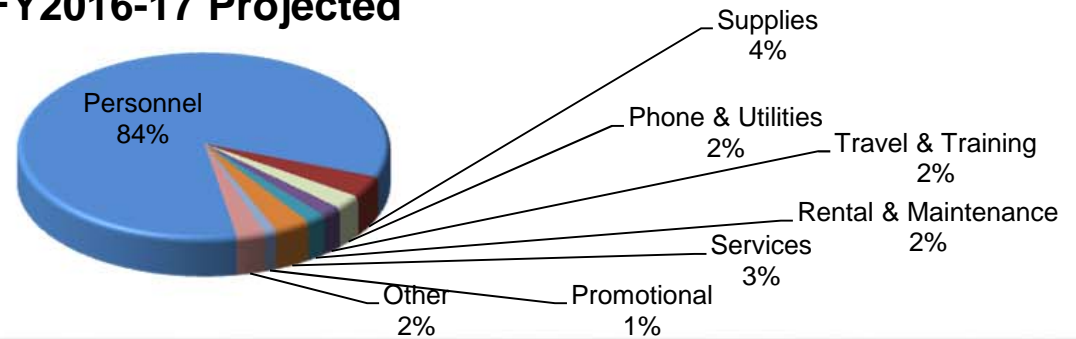 FY2016-17 Projected
Supplies
4%
Personnel
84%
Phone & Utilities
2%
Travel & Training
2%
Rental & Maintenance
2%
Services
3%
Other
2%
Promotional
1%